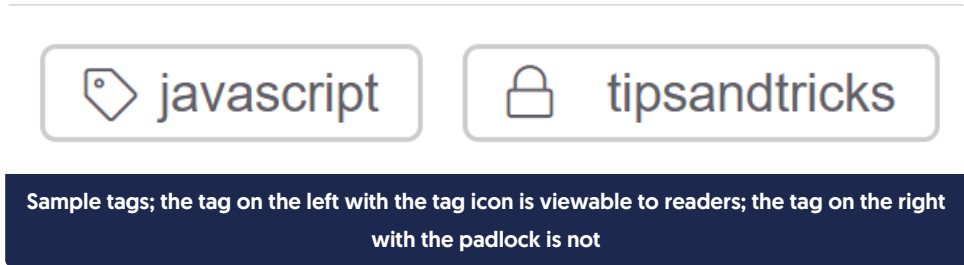 javascript tipsandtricks
Sample tags; the tag on the left with the tag icon is viewable to readers; the tag on the right
with the padlock is not